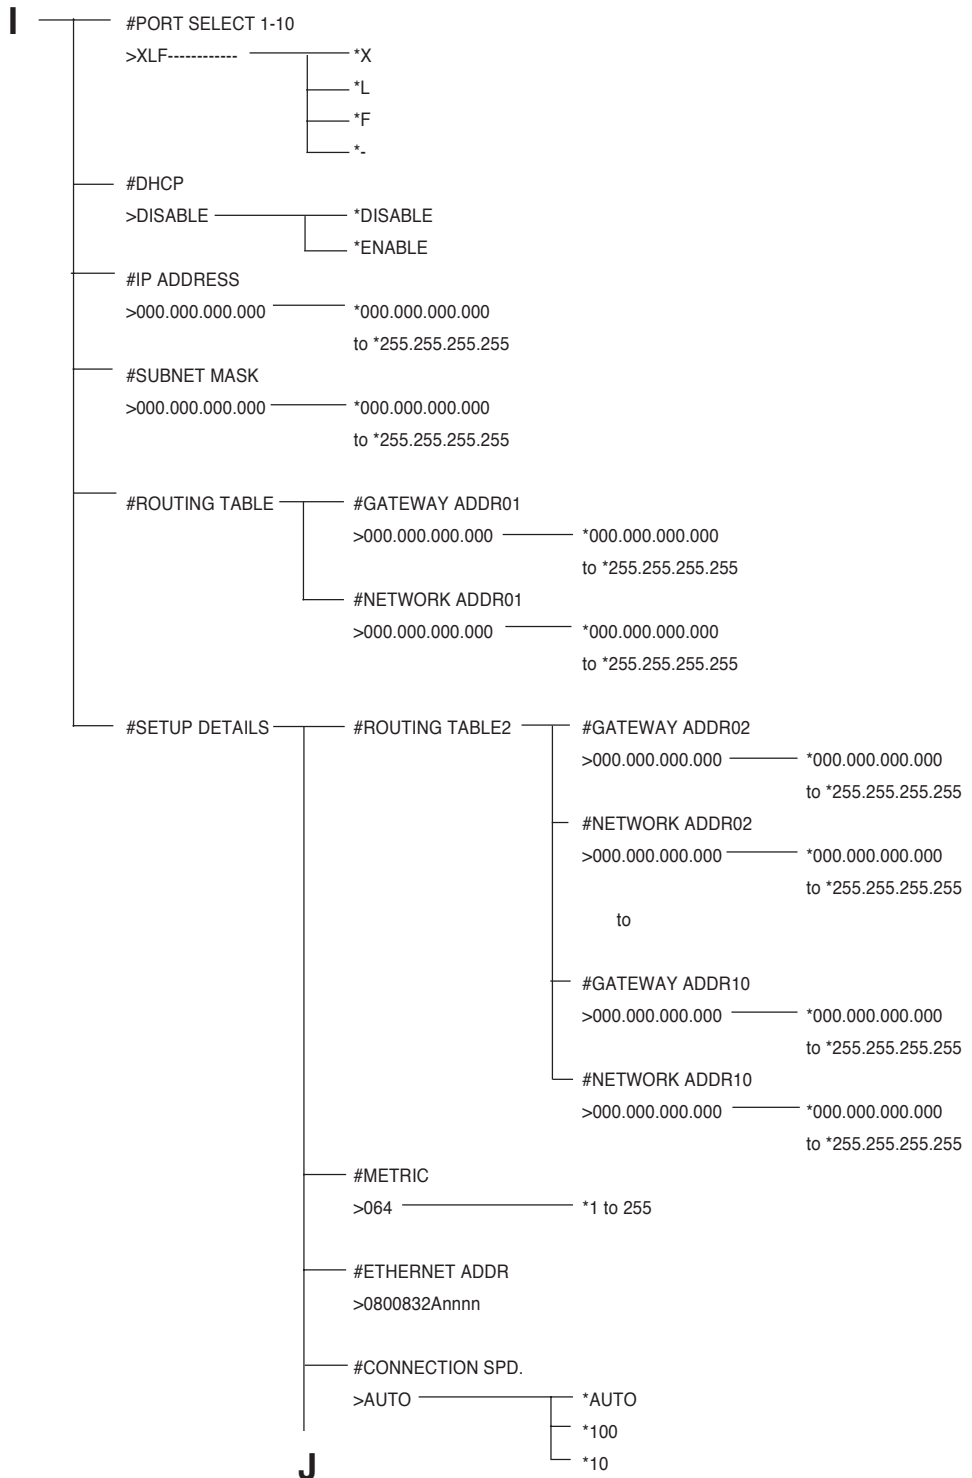 I
#PORT SELECT 1-10
>XLF------------ *X
*L
*F
*-
#DHCP
>DISABLE *DISABLE
*ENABLE
#IP ADDRESS
>000.000.000.000 *000.000.000.000
to *255.255.255.255
#SUBNET MASK
>000.000.000.000 *000.000.000.000
to *255.255.255.255
#ROUTING TABLE #GATEWAY ADDR01
>000.000.000.000 *000.000.000.000
to *255.255.255.255
#NETWORK ADDR01
>000.000.000.000 *000.000.000.000
to *255.255.255.255
#SETUP DETAILS #ROUTING TABLE2 #GATEWAY ADDR02
>000.000.000.000 *000.000.000.000
to *255.255.255.255
#NETWORK ADDR02
>000.000.000.000 *000.000.000.000
to *255.255.255.255
to
#GATEWAY ADDR10
>000.000.000.000 *000.000.000.000
to *255.255.255.255
#NETWORK ADDR10
>000.000.000.000 *000.000.000.000
to *255.255.255.255
#METRIC
>064 *1 to 255
#ETHERNET ADDR
>0800832Annnn
#CONNECTION SPD.
>AUTO *AUTO
*100
*10
J